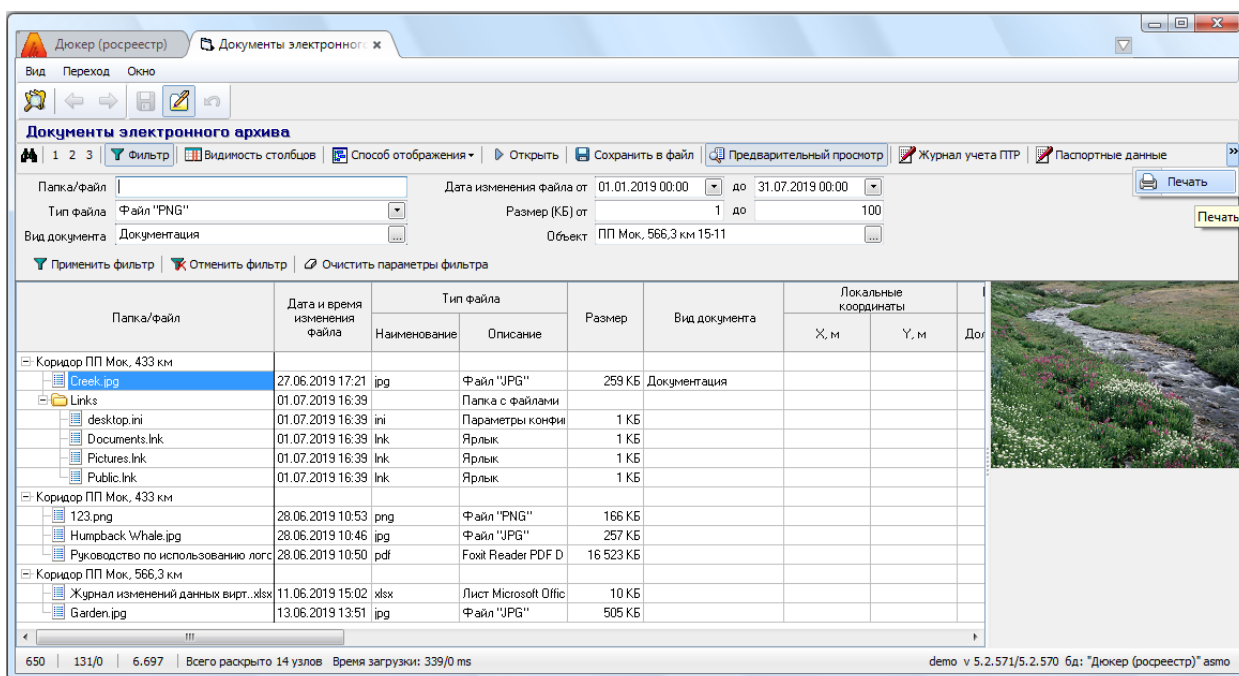 Дюкер (росреестр) Документы электронног
Вид Переход Окно
Документы электронного архива
1 2 3 Фильтр Видимость столбцов Способ отображения Открыть Сохранить в файл Предварительный просмотр Журнал учета ПТР Паспортные данные »
Папка/файл Дата изменения файла от 01.01.2019 00:00 до 31.07.2019 00:00 Печать
Тип файла Файл "PNG" Размер (КБ) от 1 до 100 Печать
Вид документа Документация ... Объект ПП Мок, 566,3 км 15-11 ...
Применить фильтр Отменить фильтр Очистить параметры фильтра
Папка/файл Дата и время изменения файла Тип файла Размер Вид документа Локальные координаты
Наименование Описание X, м Y, м Дол
Коридор ПП Мок, 433 км
Creek.jpg 27.06.2019 17:21 jpg Файл "JPG" 259 КБ Документация
Links 01.07.2019 16:39 Папка с файлами
desktop.ini 01.07.2019 16:39 ini Параметры конфи 1 КБ
Documents.lnk 01.07.2019 16:39 lnk Ярлык 1 КБ
Pictures.lnk 01.07.2019 16:39 lnk Ярлык 1 КБ
Public.lnk 01.07.2019 16:39 lnk Ярлык 1 КБ
Коридор ПП Мок, 433 км
123.png 28.06.2019 10:53 png Файл "PNG" 166 КБ
Humpback Whale.jpg 28.06.2019 10:46 jpg Файл "JPG" 257 КБ
Руководство по использованию логс 28.06.2019 10:50 pdf Foxit Reader PDF D 16 523 КБ
Коридор ПП Мок, 566,3 км
Журнал изменений данных вирт..xlsx 11.06.2019 15:02 xlsx Лист Microsoft Offic 10 КБ
Garden.jpg 13.06.2019 13:51 jpg Файл "JPG" 505 КБ
650 131/0 6.697 Всего раскрыто 14 узлов Время загрузки: 339/0 ms demo v 5.2.571/5.2.570 бд: "Дюкер (росреестр)" asmo